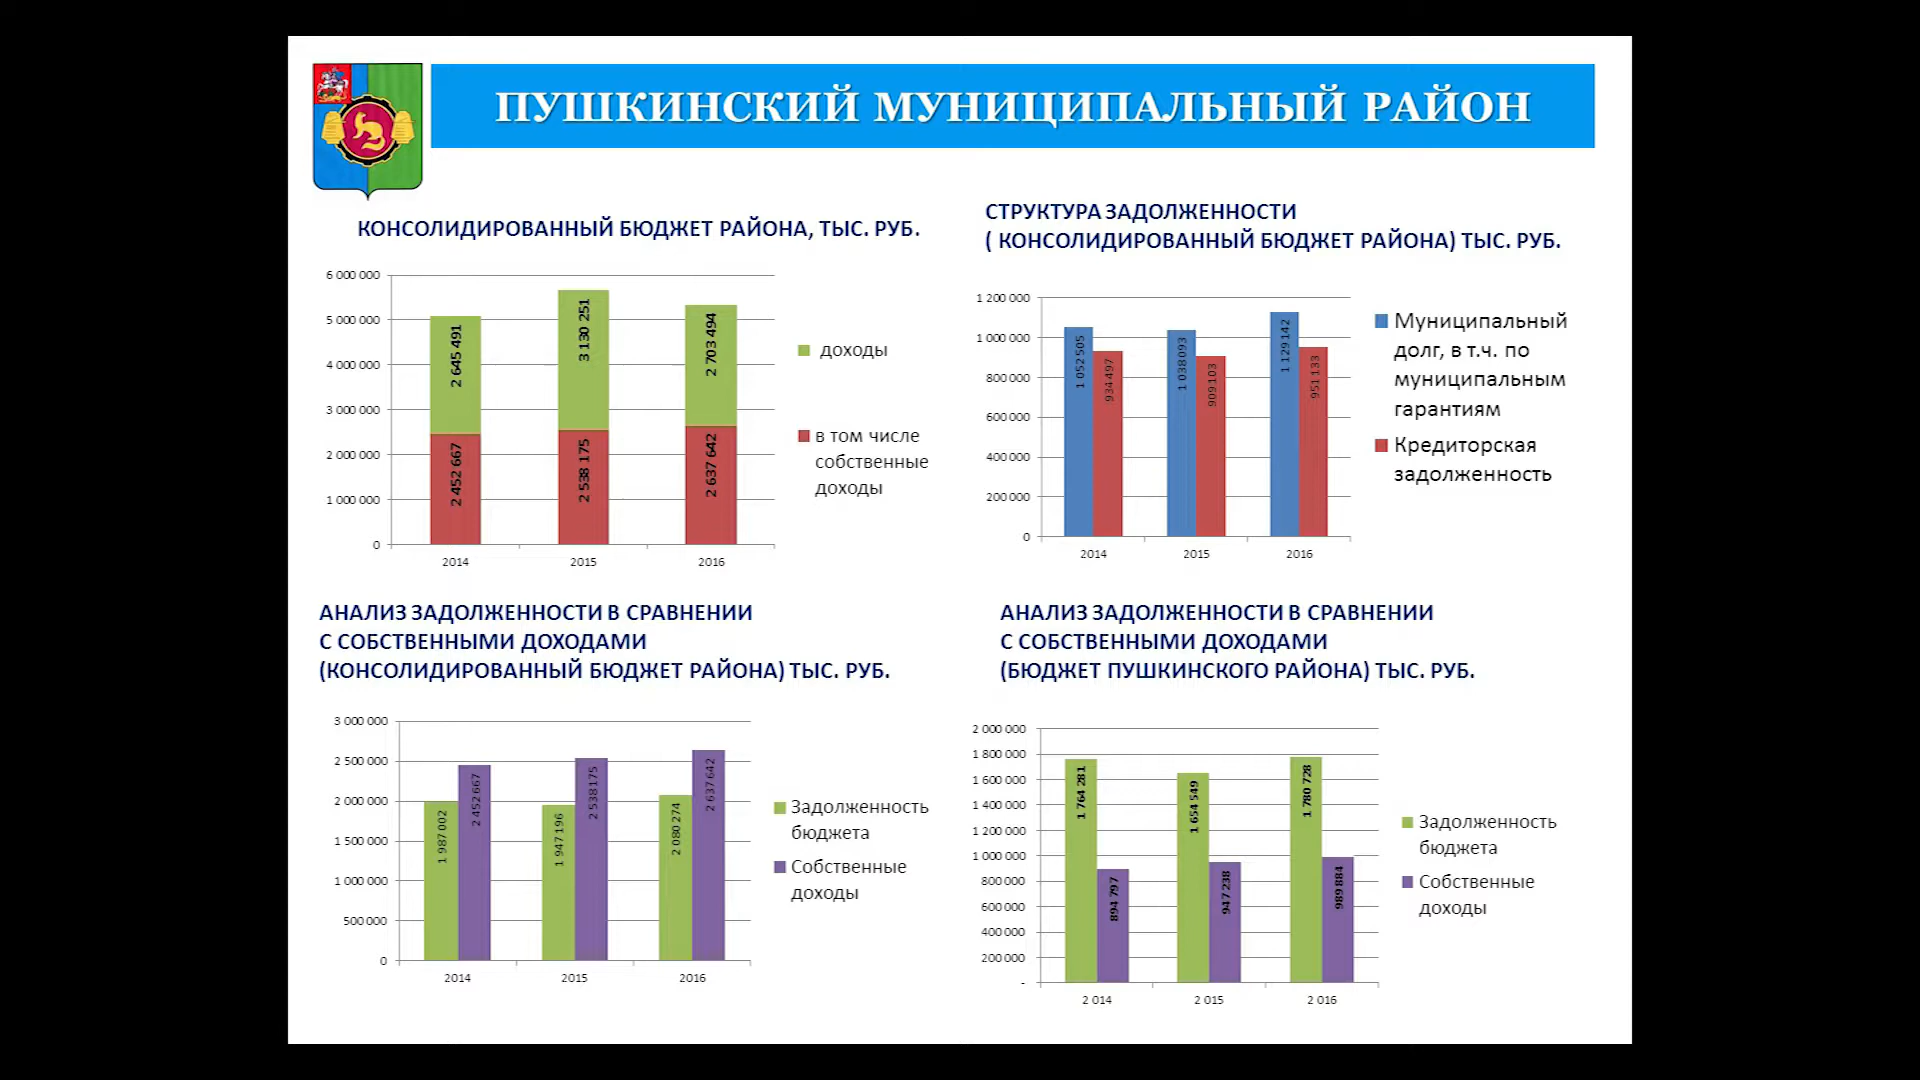 ПУШКИНСКИЙ МУНИЦИПАЛЬНЫЙ РАЙОН
КОНСОЛИДИРОВАННЫЙ БЮДЖЕТ РАЙОНА, ТЫС. РУБ.
6 000 000
5 000 000
4 000 000
3 000 000
2 000 000
1 000 000
0
2 645 491
3 130 251
2 703 494
2 452 667
2 538 175
2 637 642
2014
2015
2016
доходы
в том числе
собственные
доходы
СТРУКТУРА ЗАДОЛЖЕННОСТИ
( КОНСОЛИДИРОВАННЫЙ БЮДЖЕТ РАЙОНА) ТЫС. РУБ.
1 200 000
1 000 000
800 000
600 000
400 000
200 000
0
1 052 505
934 497
1 038 093
909 103
1 129 142
951 133
2014
2015
2016
Муниципальный
долг, в т.ч. по
муниципальным
гарантиям
Кредиторская
задолженность
АНАЛИЗ ЗАДОЛЖЕННОСТИ В СРАВНЕНИИ
С СОБСТВЕННЫМИ ДОХОДАМИ
(КОНСОЛИДИРОВАННЫЙ БЮДЖЕТ РАЙОНА) ТЫС. РУБ.
3 000 000
2 500 000
2 000 000
1 500 000
1 000 000
500 000
0
1 987 002
2 452 667
1 947 196
2 538 175
2 080 274
2 637 642
2014
2015
2016
Задолженность
бюджета
Собственные
доходы
АНАЛИЗ ЗАДОЛЖЕННОСТИ В СРАВНЕНИИ
С СОБСТВЕННЫМИ ДОХОДАМИ
(БЮДЖЕТ ПУШКИНСКОГО РАЙОНА) ТЫС. РУБ.
2 000 000
1 800 000
1 600 000
1 400 000
1 200 000
1 000 000
800 000
600 000
400 000
200 000
-
1 764 281
894 797
1 654 549
947 238
1 780 728
989 884
2 014
2 015
2 016
Задолженность
бюджета
Собственные
доходы